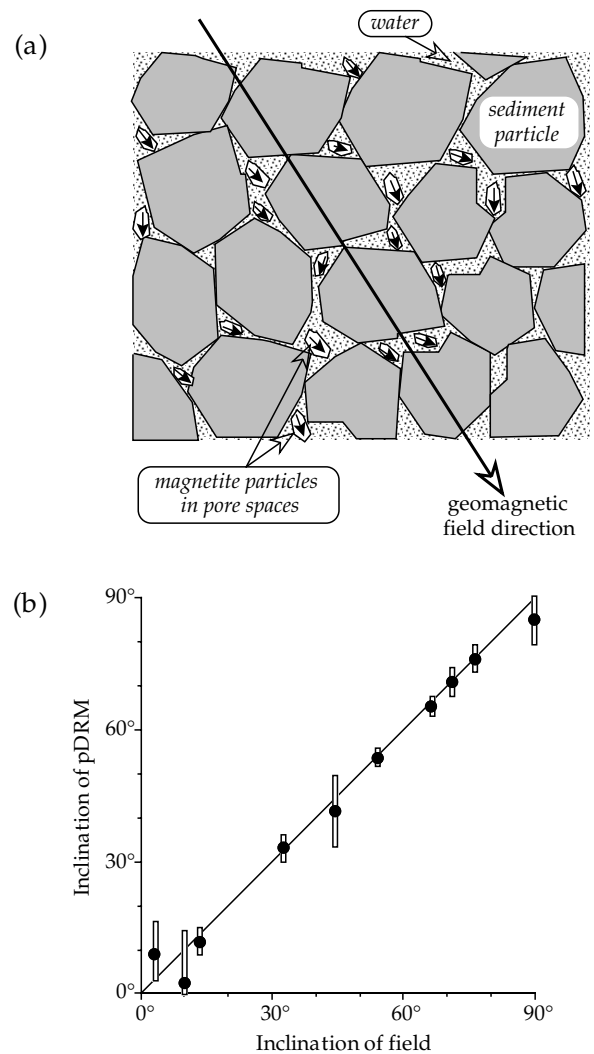 (a)
water
sediment
particle
magnetite particles
in pore spaces
geomagnetic
field direction
(b)
90°
60°
30°
0°
Inclination of pDRM
0°
30°
60°
90°
Inclination of field